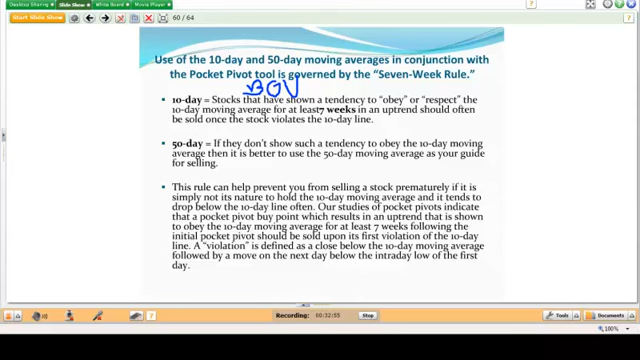 Desktop Sharing
Slide Show
White Board
Movie Player
Start Slide Show
60 / 64
Use of the 10-day and 50-day moving averages in conjunction
with the Pocket Pivot tool is governed by the “Seven-Week Rule.”
BOV
10-day = Stocks that have shown a tendency to “obey” or “respect” the
10-day moving average for at least7 weeks in an uptrend should often
be sold once the stock violates the 10-day line.
50-day = If they don’t show such a tendency to obey the 10-day moving
average then it is better to use the 50-day moving average as your guide
for selling.
This rule can help prevent you from selling a stock prematurely if it is
simply not its nature to hold the 10-day moving average and it tends to
drop below the 10-day line often. Our studies of pocket pivots indicate
that a pocket pivot buy point which results in an uptrend that is shown
to obey the 10-day moving average for at least 7 weeks following the
initial pocket pivot should be sold upon its first violation of the 10-day
line. A “violation” is defined as a close below the 10-day moving average
followed by a move on the next day below the intraday low of the first
day.
Recording:
00:32:55
Stop
Tools
Documents
100%